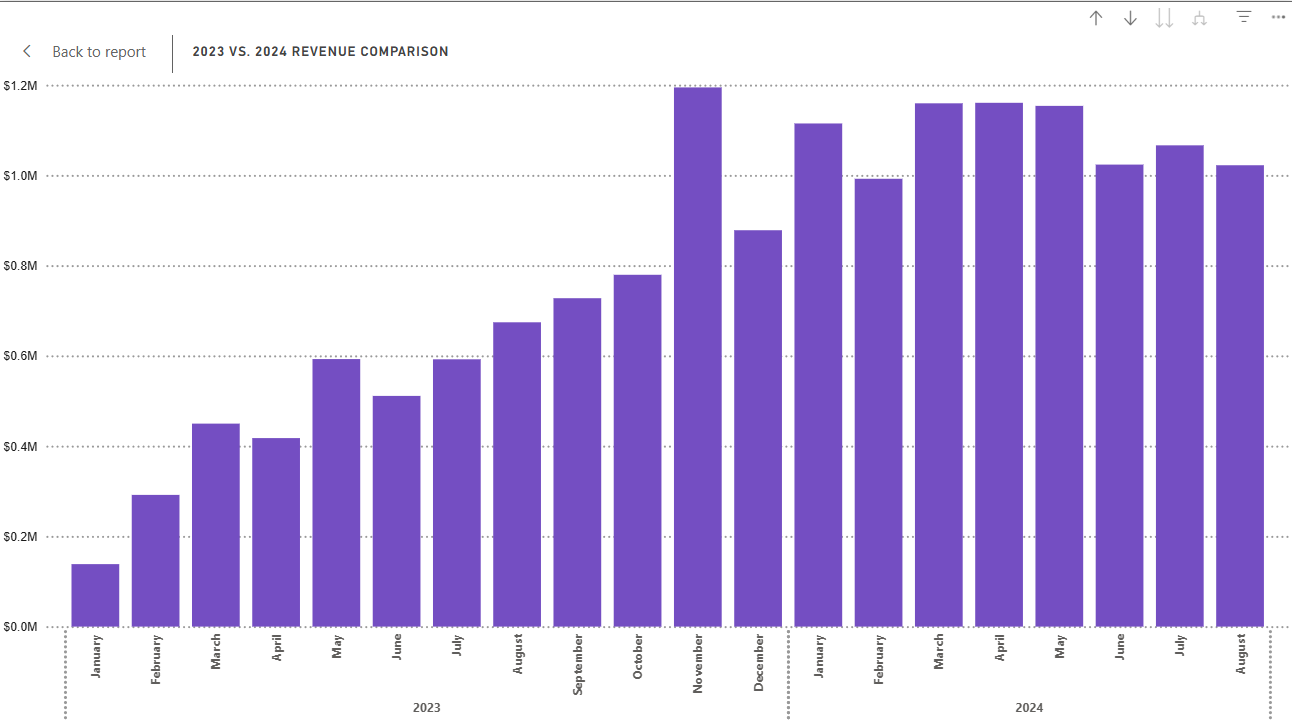 Back to report
2023 VS. 2024 REVENUE COMPARISON
$1.2M
$1.0M
$0.8M
$0.6M
$0.4M
$0.2M
$0.0M
January
February
March
April
May
June
July
August
September
October
November
December
January
February
March
April
May
June
July
August
2023
2024